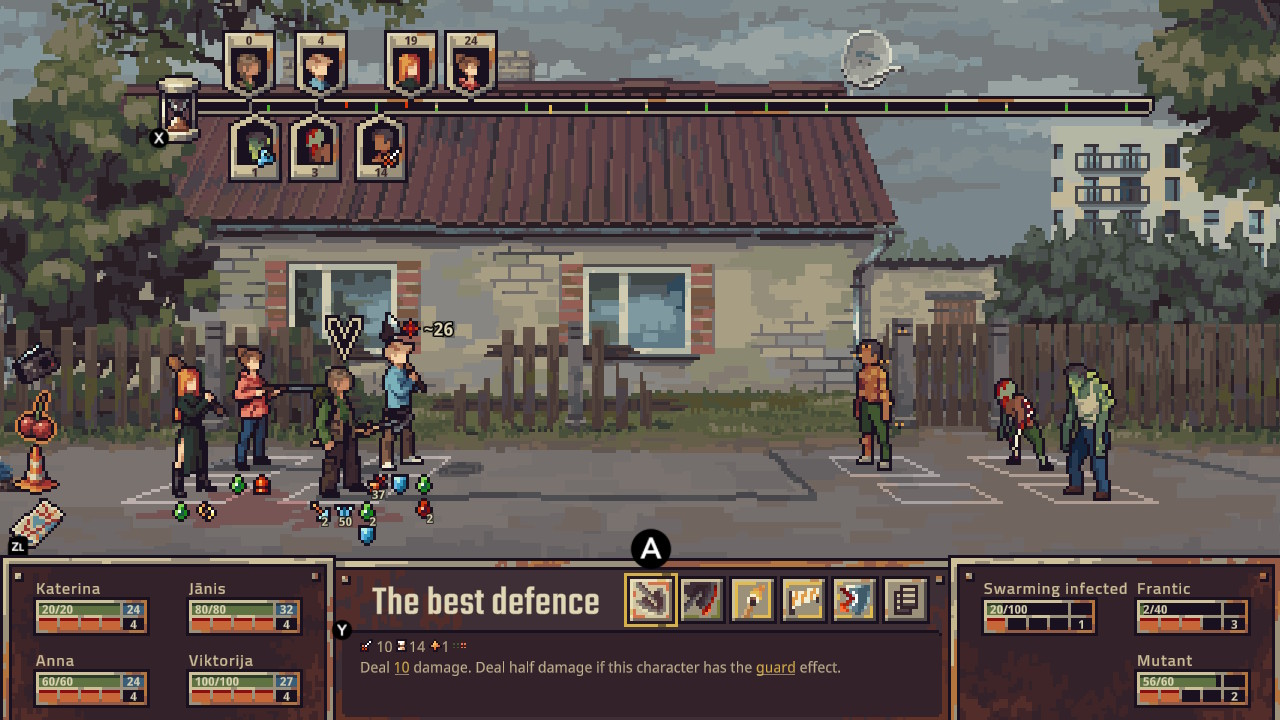 0 4 19 24
X
1 3 14
~26
37
2 50 2 2
ZL
A
Katerina Jānis
20/20 24 80/80 32
4 4
Anna Viktorija
60/60 24 100/100 27
4 4
The best defence
Y
10 14 1
Deal 10 damage. Deal half damage if this character has the guard effect.
Swarming infected Frantic
20/100 2/40
1 3
Mutant
56/60
2